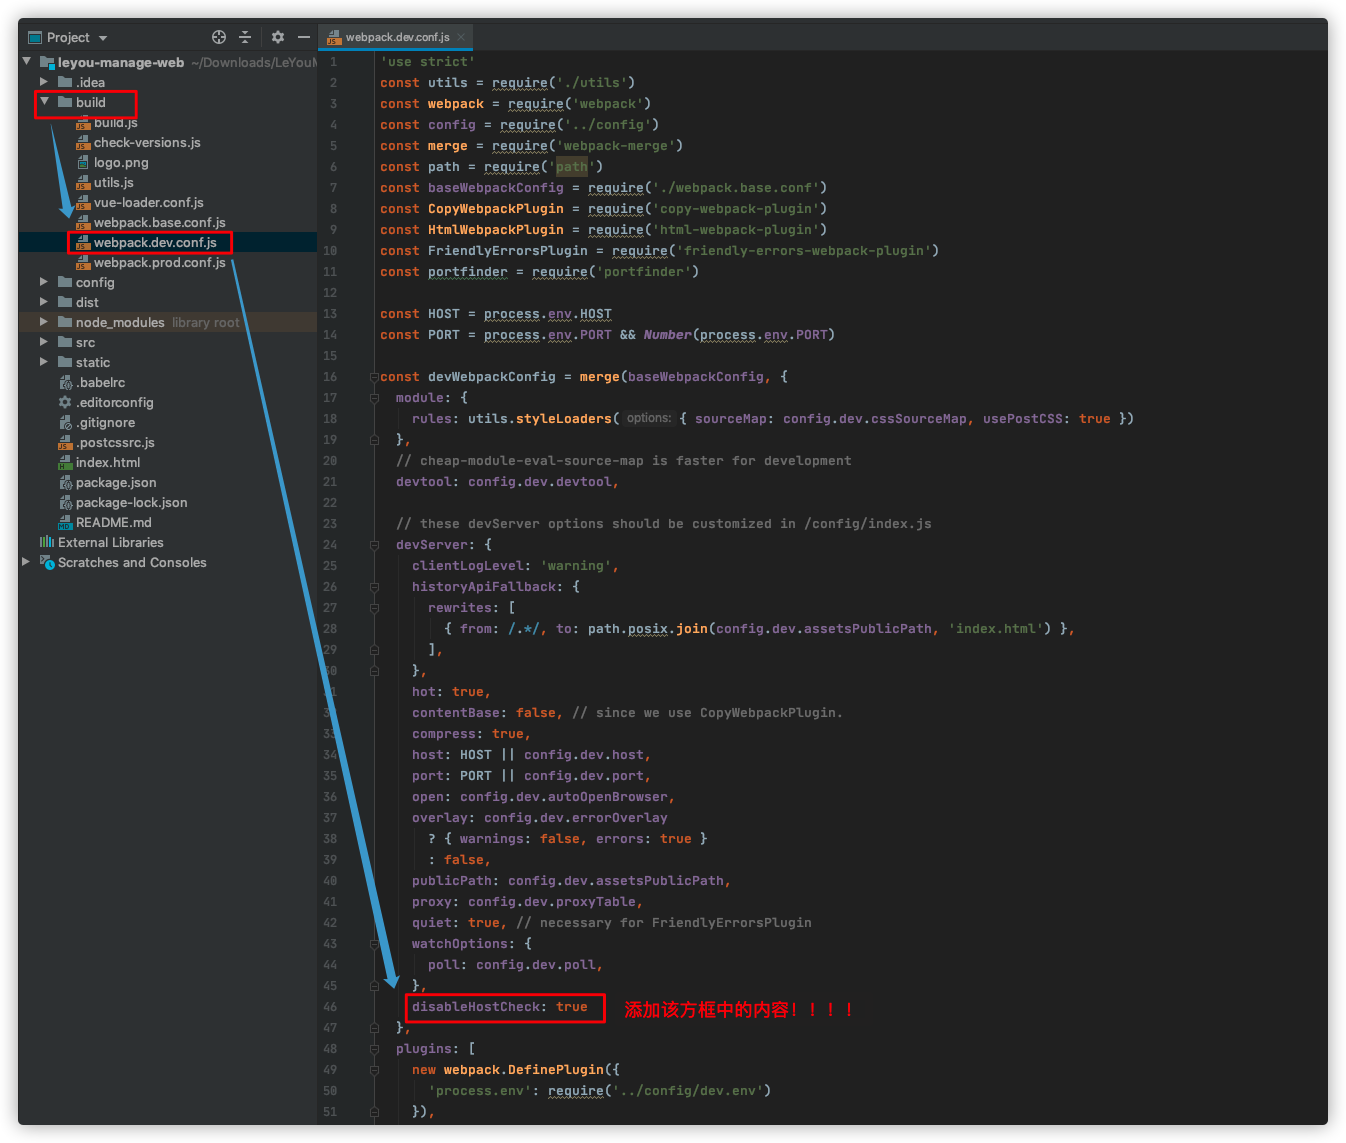 Project
leyou-manage-web ~/Downloads/LeYouM
.idea
build
build.js
check-versions.js
logo.png
utils.js
vue-loader.conf.js
webpack.base.conf.js
webpack.dev.conf.js
webpack.prod.conf.js
config
dist
node_modules library root
src
static
.babelrc
.editorconfig
.gitignore
.postcssrc.js
index.html
package.json
package-lock.json
README.md
External Libraries
Scratches and Consoles
webpack.dev.conf.js
1 'use strict'
2 const utils = require('./utils')
3 const webpack = require('webpack')
4 const config = require('../config')
5 const merge = require('webpack-merge')
6 const path = require('path')
7 const baseWebpackConfig = require('./webpack.base.conf')
8 const CopyWebpackPlugin = require('copy-webpack-plugin')
9 const HtmlWebpackPlugin = require('html-webpack-plugin')
10 const FriendlyErrorsPlugin = require('friendly-errors-webpack-plugin')
11 const portfinder = require('portfinder')
12
13 const HOST = process.env.HOST
14 const PORT = process.env.PORT && Number(process.env.PORT)
15
16 const devWebpackConfig = merge(baseWebpackConfig, {
17 module: {
18 rules: utils.styleLoaders( options: { sourceMap: config.dev.cssSourceMap, usePostCSS: true })
19 },
20 // cheap-module-eval-source-map is faster for development
21 devtool: config.dev.devtool,
22
23 // these devServer options should be customized in /config/index.js
24 devServer: {
25 clientLogLevel: 'warning',
26 historyApiFallback: {
27 rewrites: [
28 { from: /.*/, to: path.posix.join(config.dev.assetsPublicPath, 'index.html') },
29 ],
30 },
31 hot: true,
32 contentBase: false, // since we use CopyWebpackPlugin.
33 compress: true,
34 host: HOST || config.dev.host,
35 port: PORT || config.dev.port,
36 open: config.dev.autoOpenBrowser,
37 overlay: config.dev.errorOverlay
38 ? { warnings: false, errors: true }
39 : false,
40 publicPath: config.dev.assetsPublicPath,
41 proxy: config.dev.proxyTable,
42 quiet: true, // necessary for FriendlyErrorsPlugin
43 watchOptions: {
44 poll: config.dev.poll,
45 },
46 disableHostCheck: true 添加该方框中的内容！！！！
47 },
48 plugins: [
49 new webpack.DefinePlugin({
50 'process.env': require('../config/dev.env')
51 }),